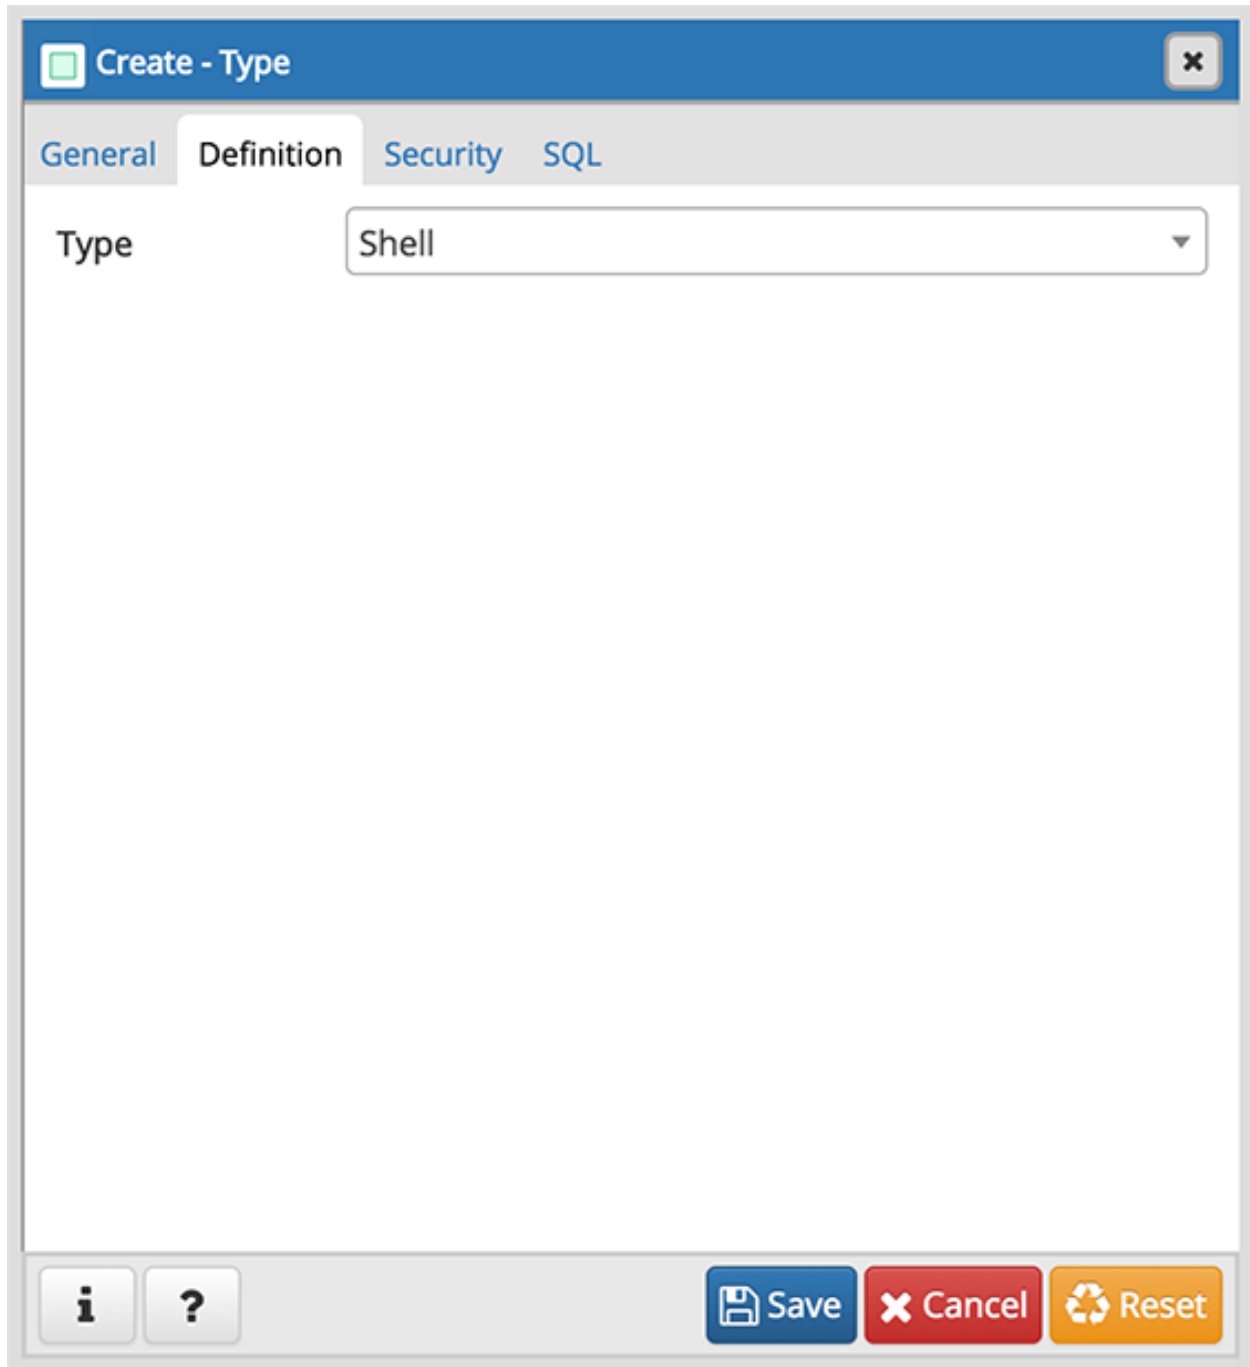 Create - Type
General Definition Security SQL
Type Shell
i ? Save Cancel Reset